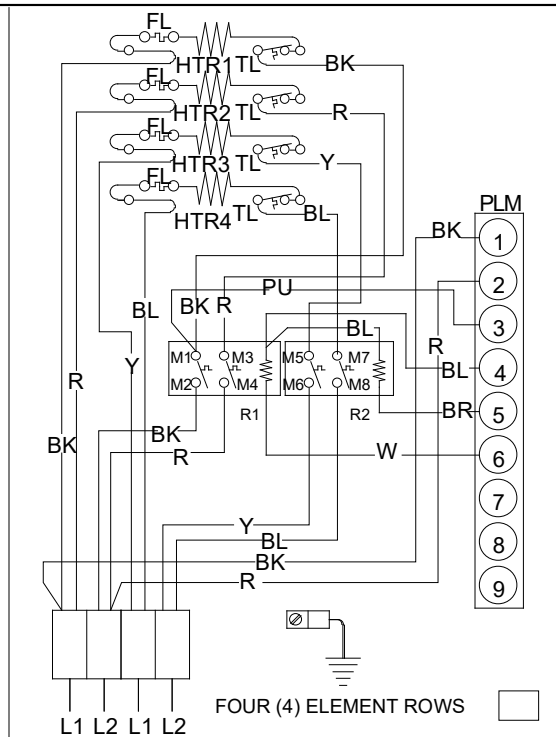 FL
HTR1 TL BK
FL
HTR2 TL R
FL
HTR3 TL Y
FL
HTR4 TL BL
PLM
BK 1
2
PU 3
BK R
BL
R
BL 4
M1 M3 M5 M7
M2 M4 M6 M8
R1 R2
BR 5
BL
Y
R
BK
BK
R
W 6
7
8
9
Y
BL
BK
R
L1 L2 L1 L2
FOUR (4) ELEMENT ROWS